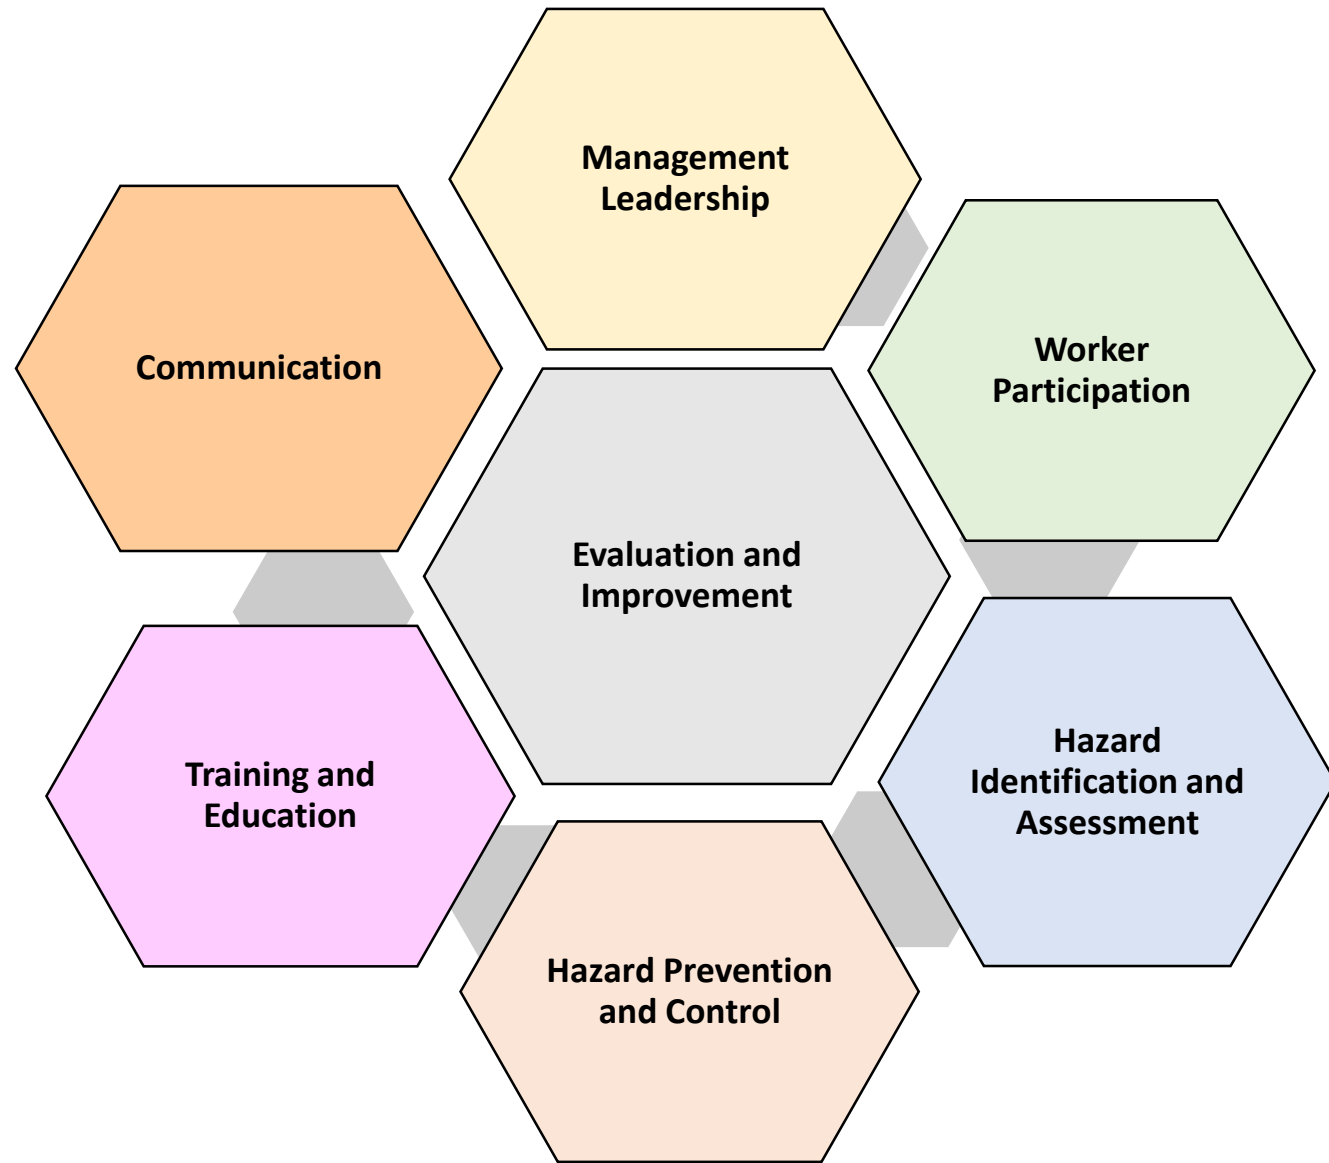 Management
Leadership
Worker
Participation
Hazard
Identification and
Assessment
Hazard Prevention
and Control
Training and
Education
Communication
Evaluation and
Improvement